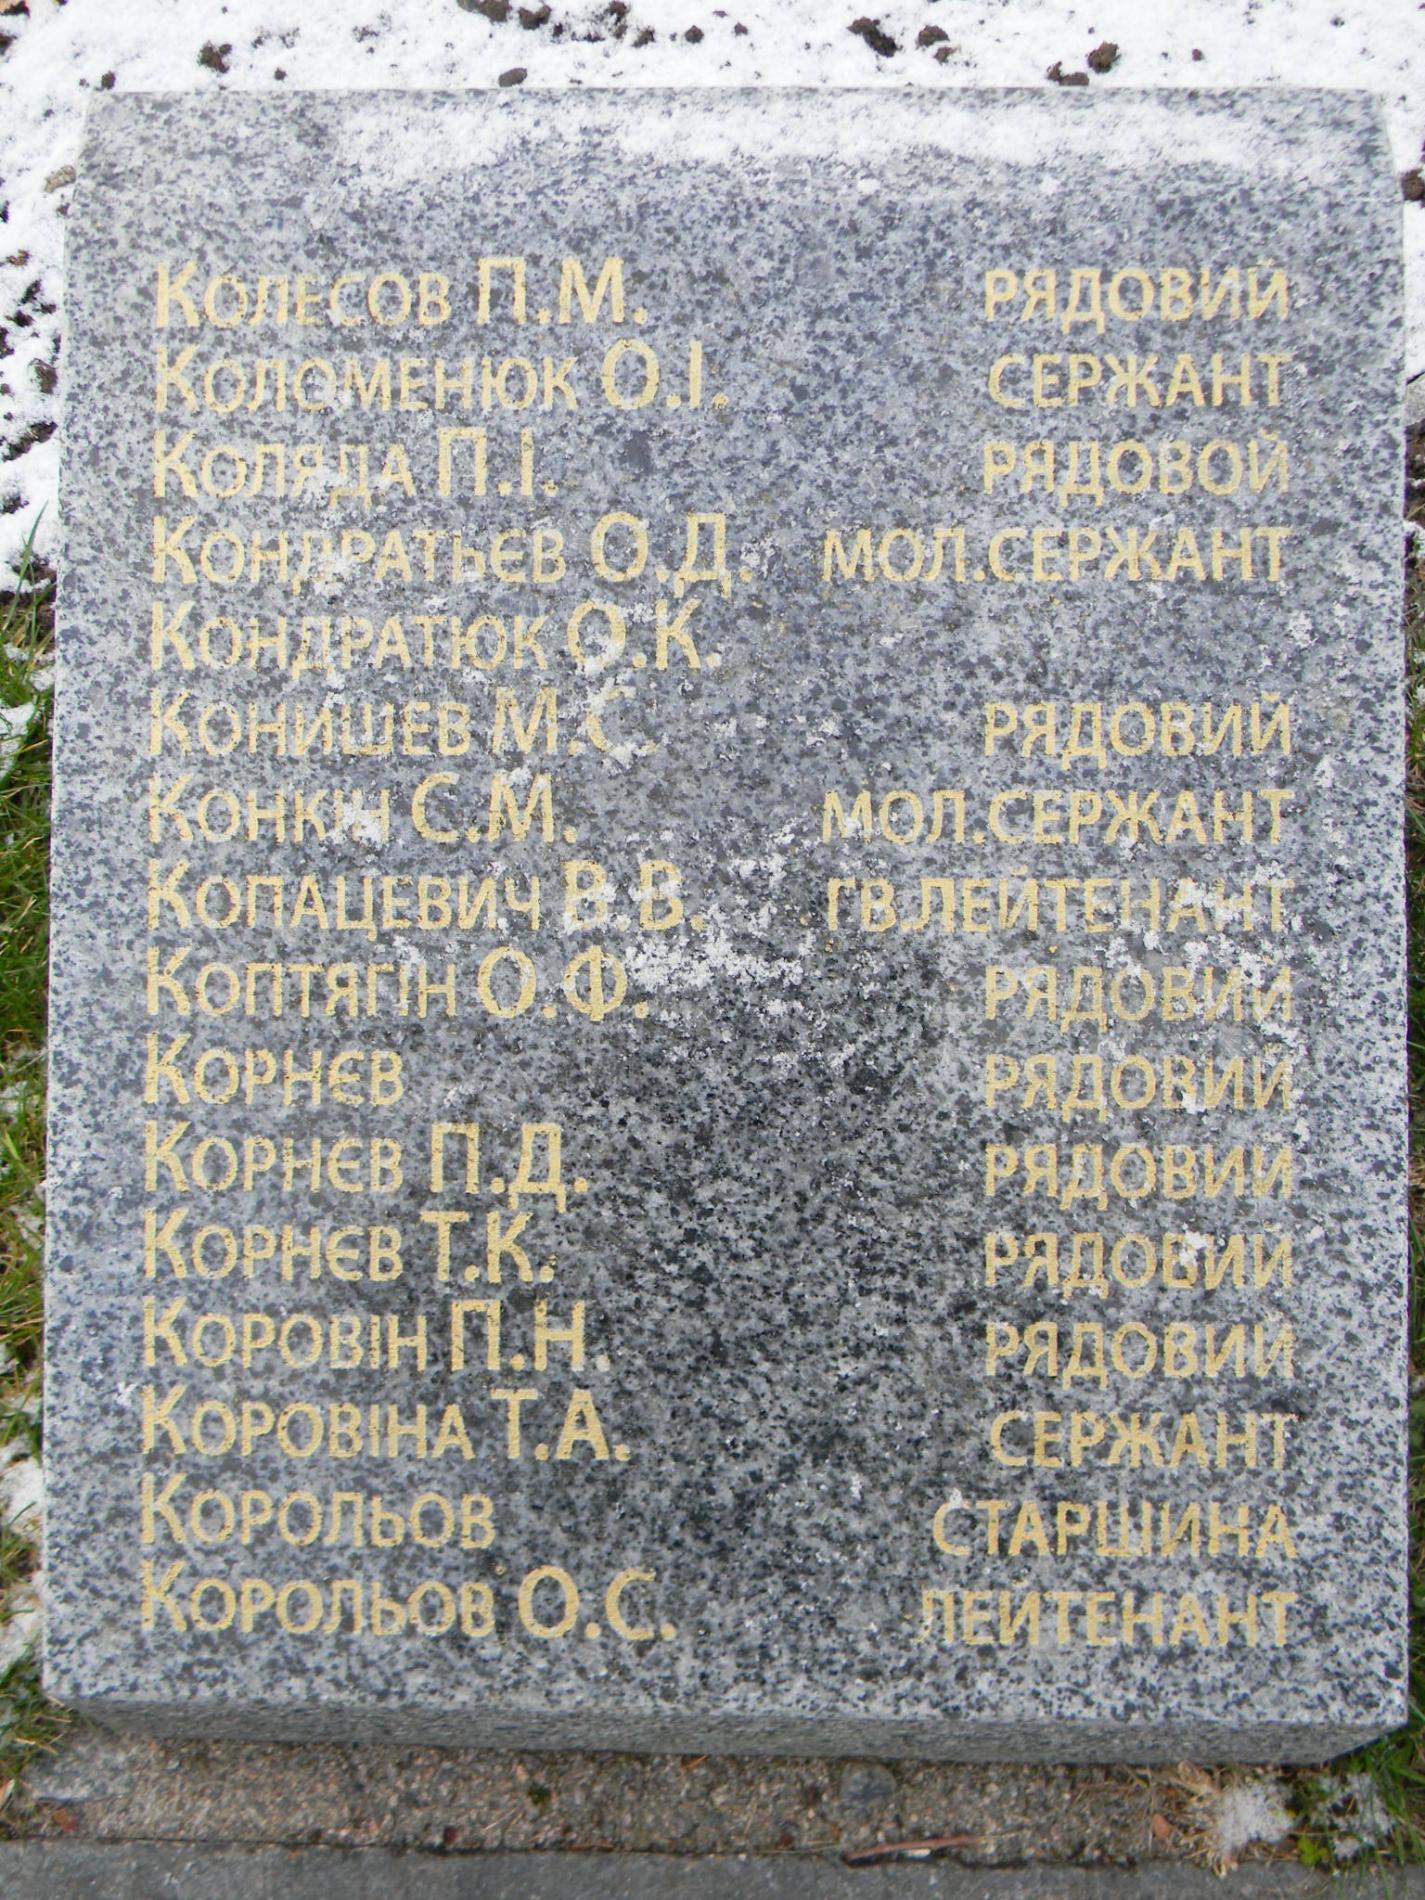 Колесов П.М. рядовий
Коломенюк О.І. сержант
Коляда П.І. рядовой
Кондратьєв О.Д. мол.сержант
Кондратюк О.К.
Конишев М.С. рядовий
Конкін С.М. мол.сержант
Копацевич В.В. гв.лейтенант
Коптягін О.Ф. рядовий
Корнєв рядовий
Корнєв П.Д. рядовий
Корнєв Т.К. рядовий
Коровін П.Н. рядовий
Коровіна Т.А. сержант
Корольов старшина
Корольов О.С. лейтенант